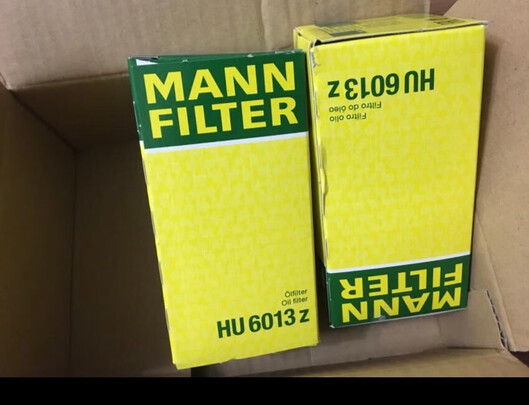 MANN
FILTER
Ölfilter
Oil filter
HU 6013 z
MANN
FILTER
Filtro olio
Filtro do óleo
HU 6013 z